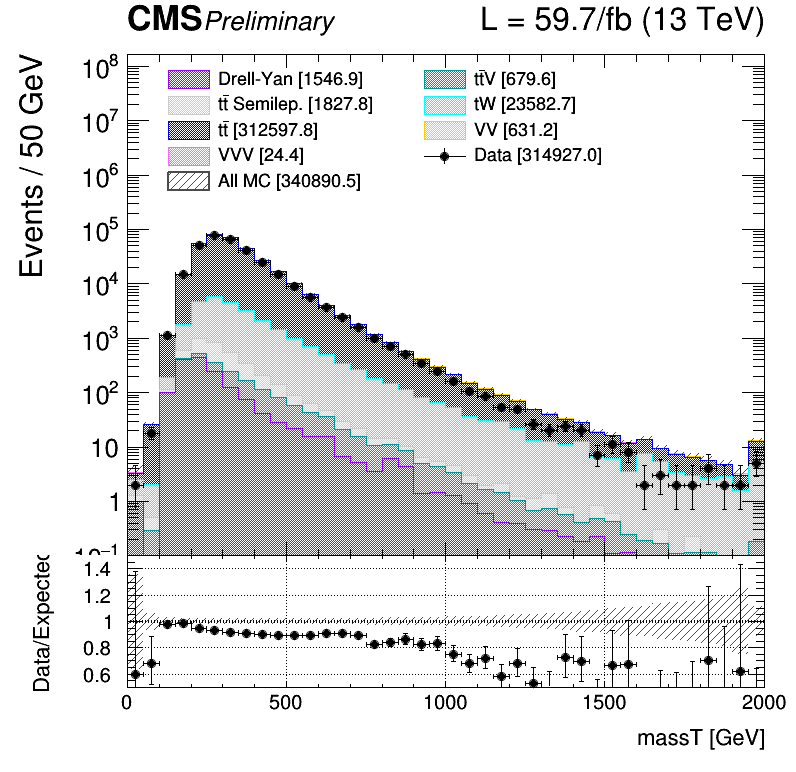 CMS Preliminary L = 59.7/fb (13 TeV)
Events / 50 GeV
10⁸
10⁷
10⁶
10⁵
10⁴
10³
10²
10
1
10⁻¹
Drell-Yan [1546.9]
tt̄ Semilep. [1827.8]
tt̄ [312597.8]
VVV [24.4]
All MC [340890.5]
tt̄V [679.6]
tW [23582.7]
VV [631.2]
Data [314927.0]
Data/Expected
1.4
1.2
1
0.8
0.6
0 500 1000 1500 2000
massT [GeV]